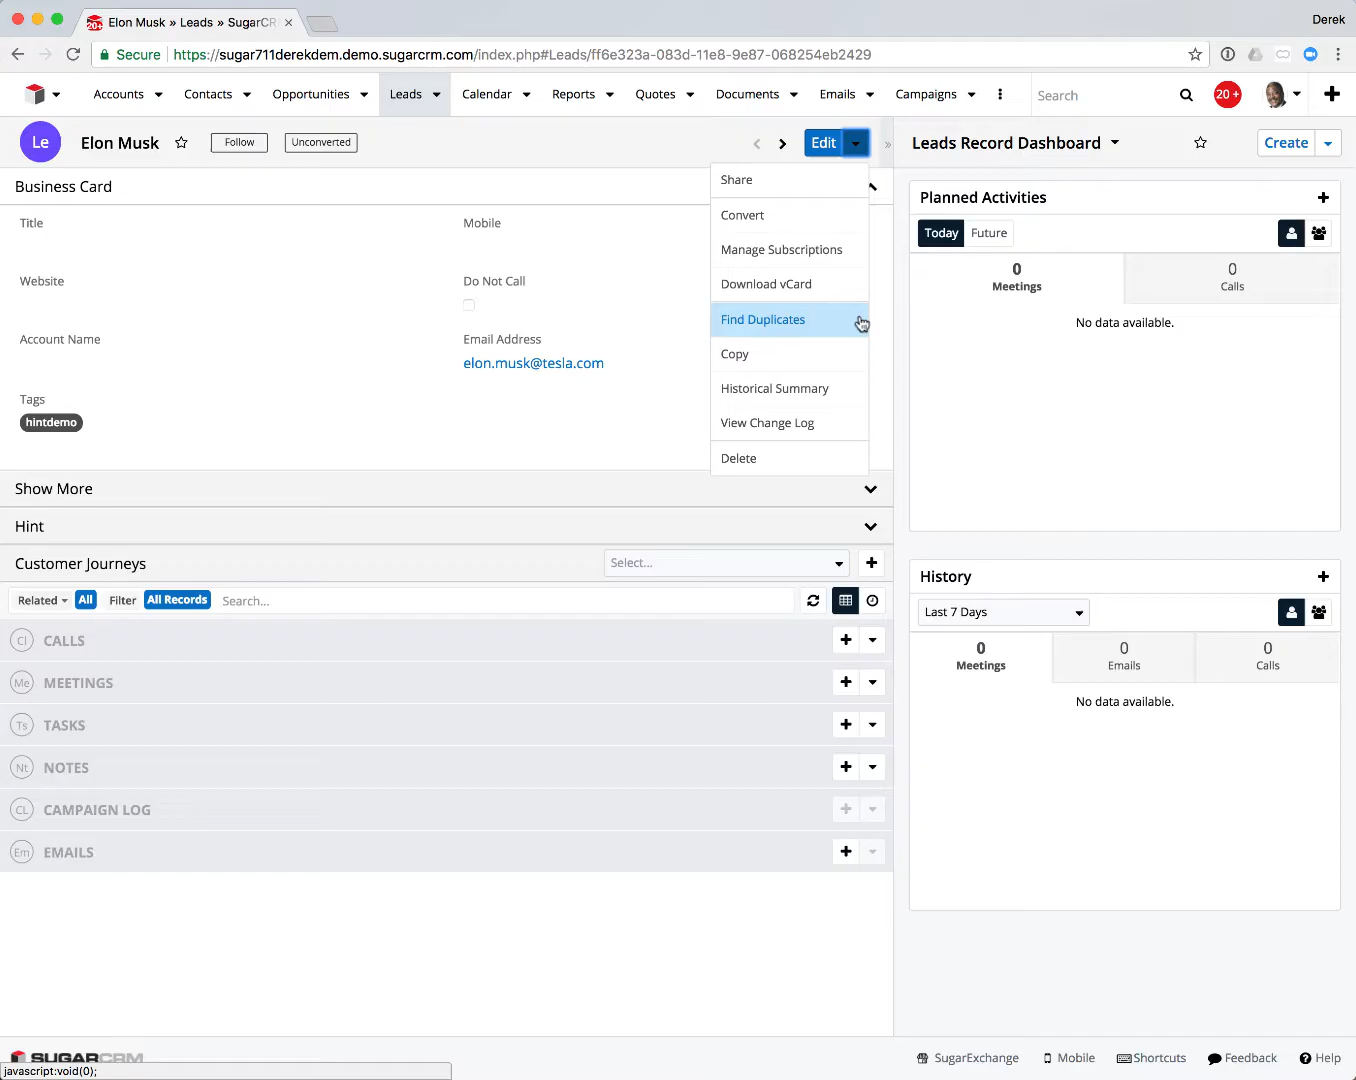 Elon Musk » Leads » SugarCR
Derek
Secure
https://sugar711derekdem.demo.sugarcrm.com/index.php#Leads/ff6e323a-083d-11e8-9e87-068254eb2429
20+
Accounts
Contacts
Opportunities
Leads
Calendar
Reports
Quotes
Documents
Emails
Campaigns
Search
20 +
Le
Elon Musk
Follow
Unconverted
Edit
Leads Record Dashboard
Create
Business Card
Title
Mobile
Website
Do Not Call
Account Name
Email Address
elon.musk@tesla.com
Tags
hintdemo
Share
Convert
Manage Subscriptions
Download vCard
Find Duplicates
Copy
Historical Summary
View Change Log
Delete
Show More
Hint
Customer Journeys
Select...
Related
All
Filter
All Records
Search...
Cl CALLS
Me MEETINGS
Ts TASKS
Nt NOTES
CL CAMPAIGN LOG
Em EMAILS
Planned Activities
Today
Future
0
Meetings
0
Calls
No data available.
History
Last 7 Days
0
Meetings
0
Emails
0
Calls
No data available.
SUGARCRM
javascript:void(0);
SugarExchange
Mobile
Shortcuts
Feedback
Help